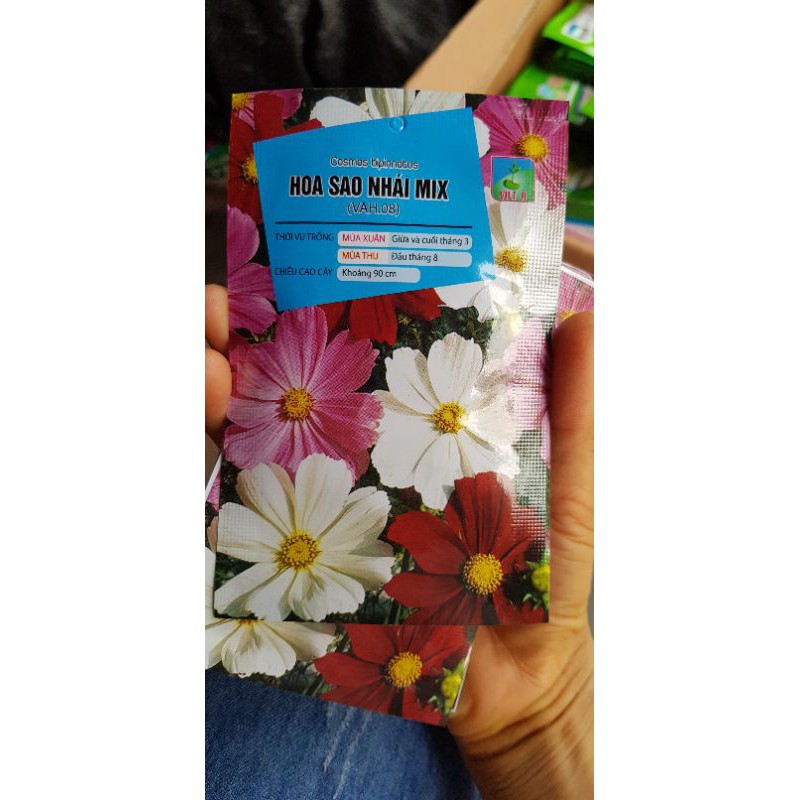 Cosmos bipinnatus
HOA SAO NHÁI MIX
(VAH.08)
THỜI VỤ TRỒNG MÙA XUÂN Giữa và cuối tháng 3
MÙA THU Đầu tháng 8
CHIỀU CAO CÂY Khoảng 90 cm